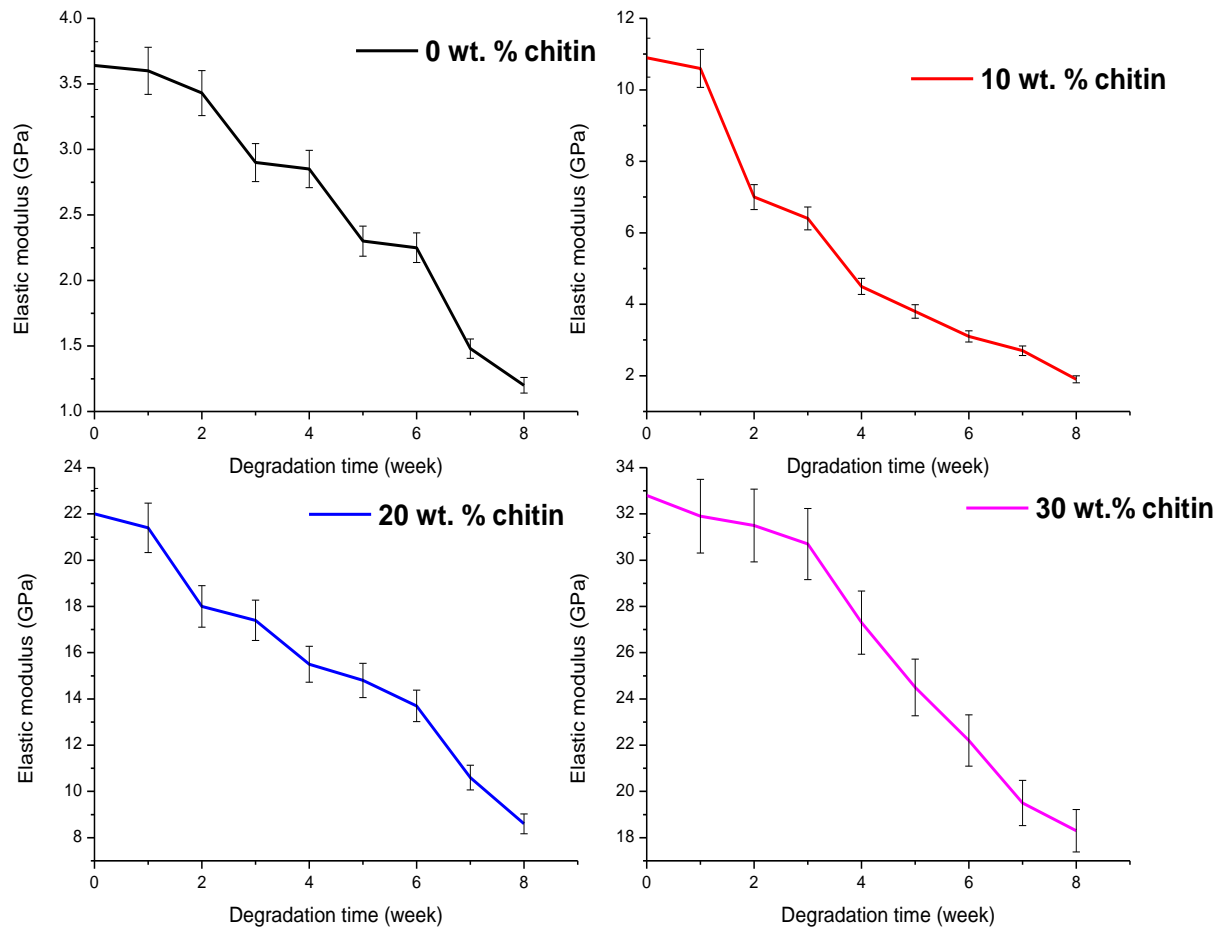 4.0
3.5
3.0
2.5
2.0
1.5
1.0
Elastic modulus (GPa)
0 wt. % chitin
0 2 4 6 8
Degradation time (week)
12
10
8
6
4
2
Elastic modulus (GPa)
10 wt. % chitin
0 2 4 6 8
Dgradation time (week)
24
22
20
18
16
14
12
10
8
Elastic modulus (GPa)
20 wt. % chitin
0 2 4 6 8
Degradation time (week)
34
32
30
28
26
24
22
20
18
Elastic modulus (GPa)
30 wt.% chitin
0 2 4 6 8
Degradation time (week)